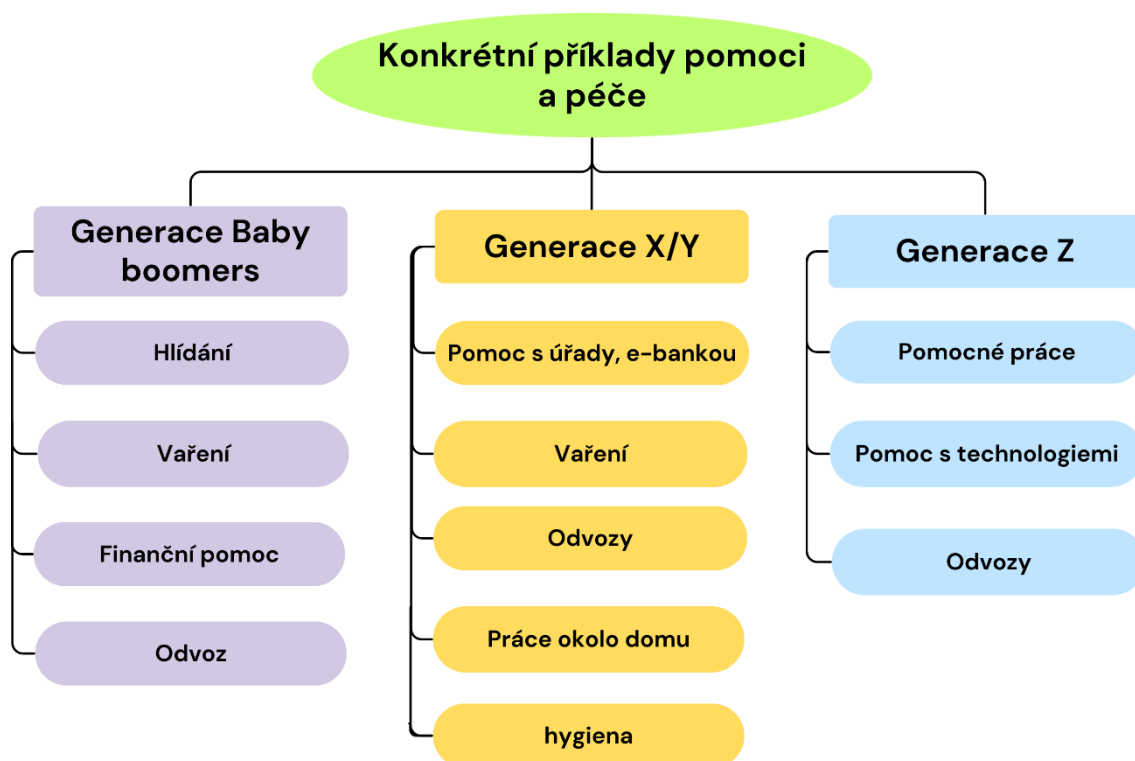 Konkrétní příklady pomoci
a péče
Generace Baby
boomers
Hlídání
Vaření
Finanční pomoc
Odvoz
Generace X/Y
Pomoc s úřady, e-bankou
Vaření
Odvozy
Práce okolo domu
hygiena
Generace Z
Pomocné práce
Pomoc s technologiemi
Odvozy